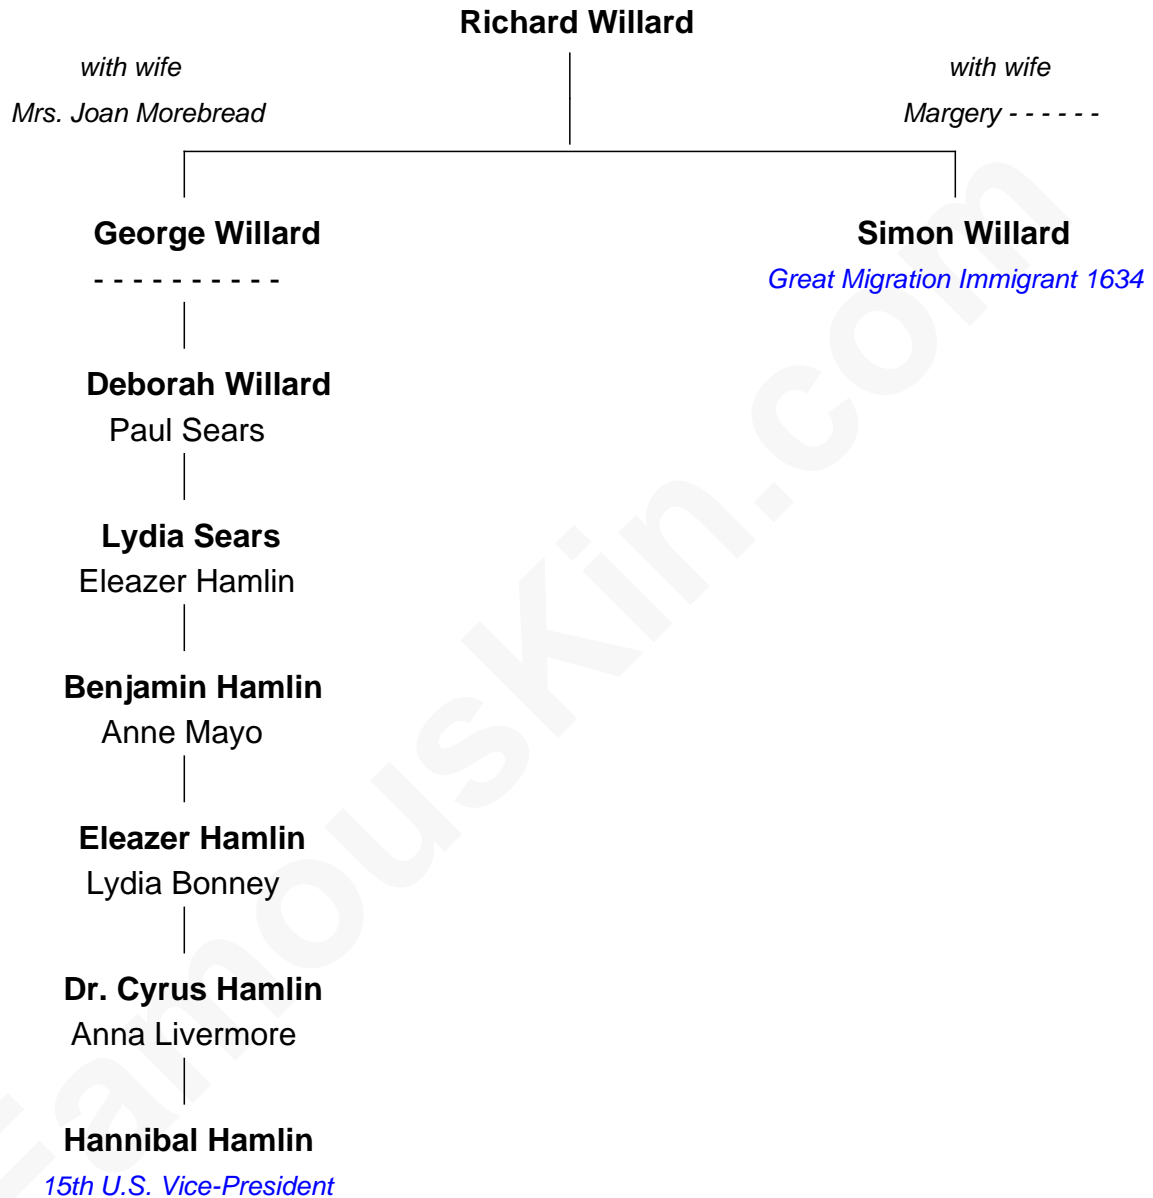 Richard Willard
with wife
Mrs. Joan Morebread
with wife
Margery - - - - - -
George Willard
- - - - - - - - - -
Simon Willard
Great Migration Immigrant 1634
Deborah Willard
Paul Sears
Lydia Sears
Eleazer Hamlin
Benjamin Hamlin
Anne Mayo
Eleazer Hamlin
Lydia Bonney
Dr. Cyrus Hamlin
Anna Livermore
Hannibal Hamlin
15th U.S. Vice-President
FamousKin.com